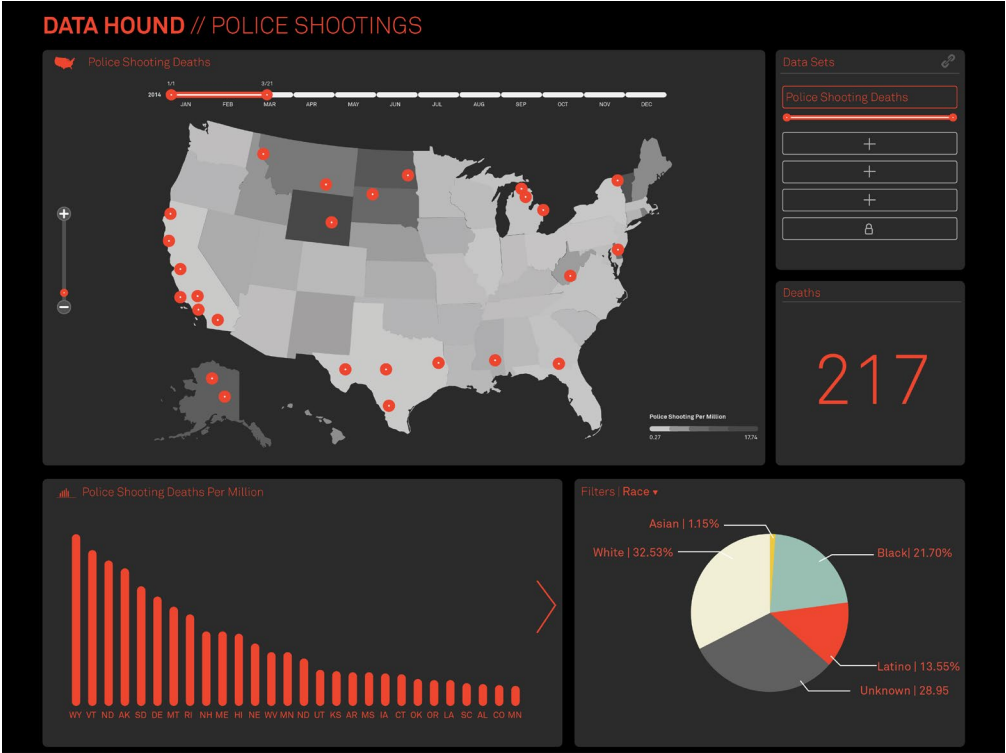 DATA HOUND // POLICE SHOOTINGS
Police Shooting Deaths
1/1 3/21
2014
JAN FEB MAR APR MAY JUN JUL AUG SEP OCT NOV DEC
Police Shooting Per Million
0.27 17.74
Data Sets
Police Shooting Deaths
Deaths
217
Police Shooting Deaths Per Million
WY VT ND AK SD DE MT RI NH ME HI NE WV MN ND UT KS AR MS IA CT OK OR LA SC AL CO MN
Filters | Race
Asian | 1.15%
White | 32.53%
Black| 21.70%
Latino | 13.55%
Unknown | 28.95